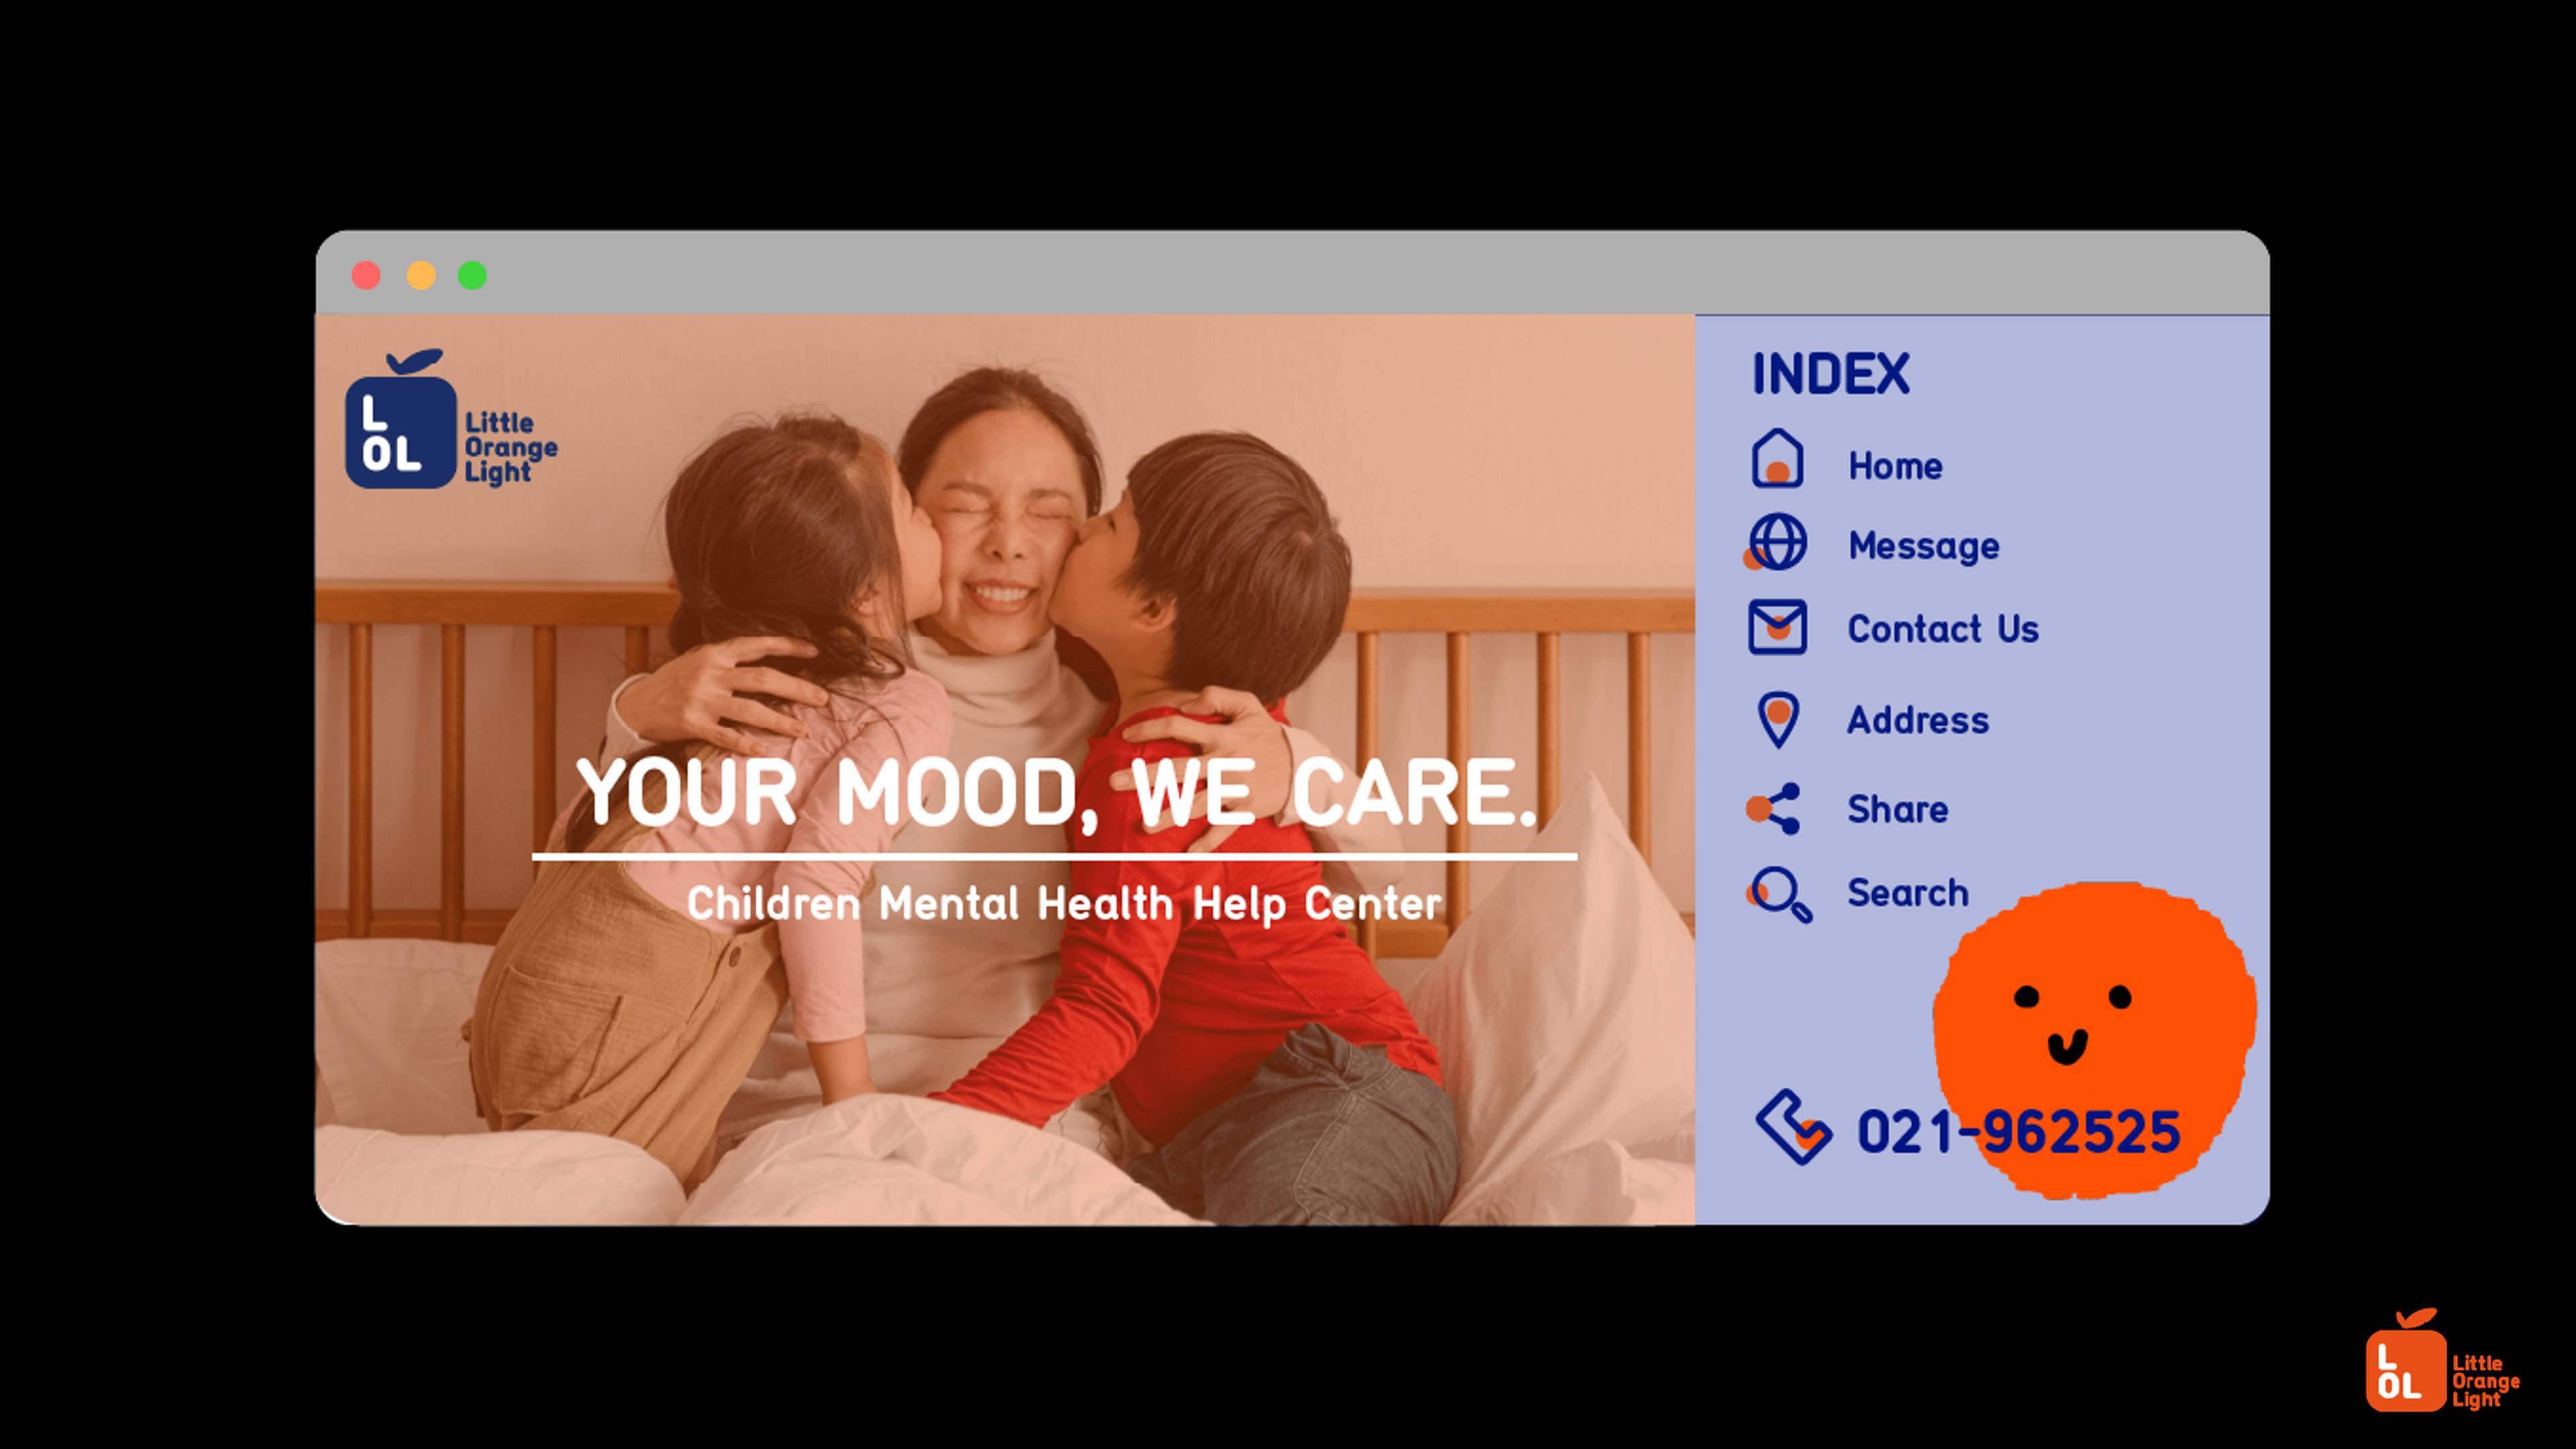 L
OL
Little
Orange
Light
YOUR MOOD, WE CARE.
Children Mental Health Help Center
INDEX
Home
Message
Contact Us
Address
Share
Search
021-962525
L
OL
Little
Orange
Light